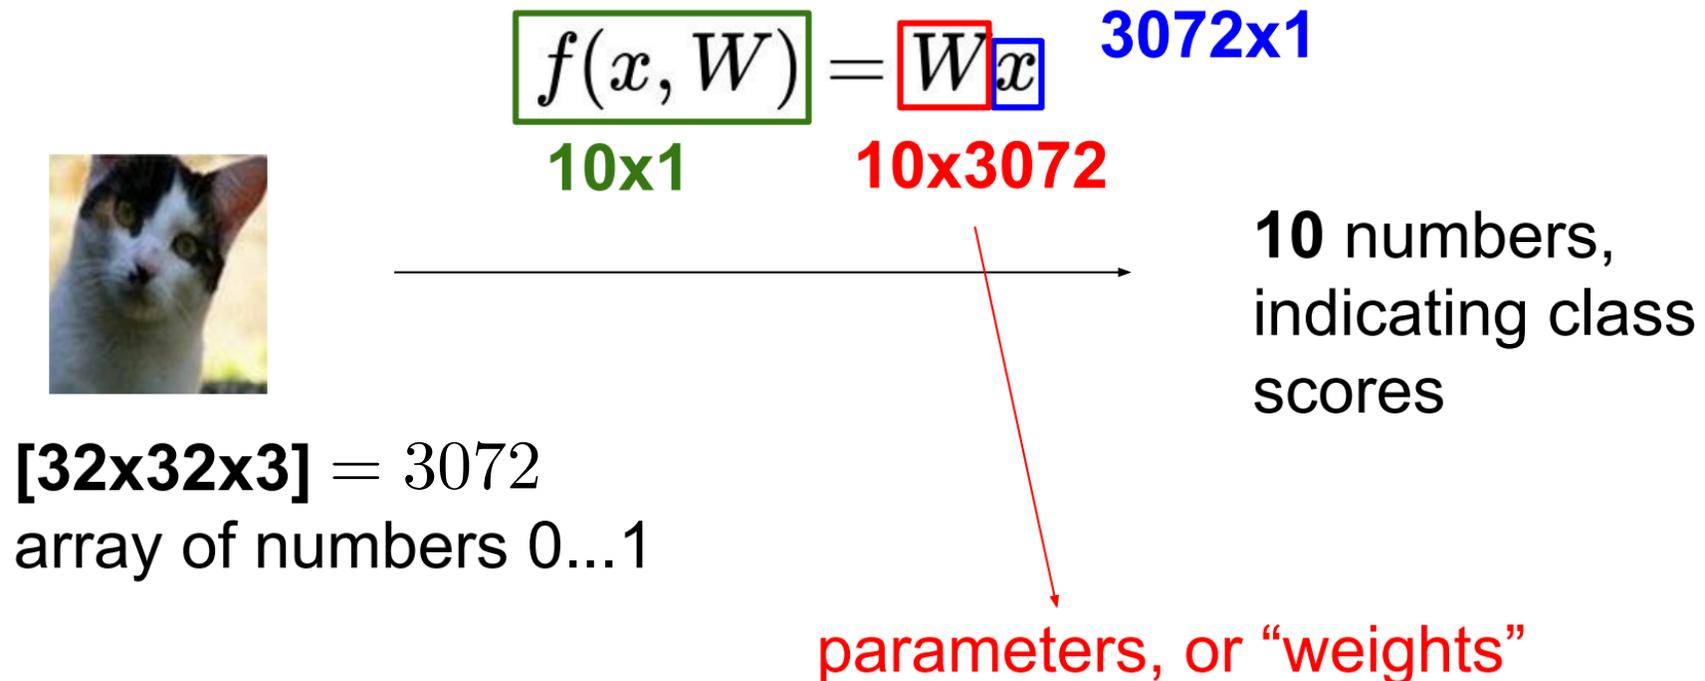 f(x, W) = Wx
3072x1
10x1
10x3072
10 numbers,
indicating class
scores
[32x32x3] = 3072
array of numbers 0...1
parameters, or “weights”